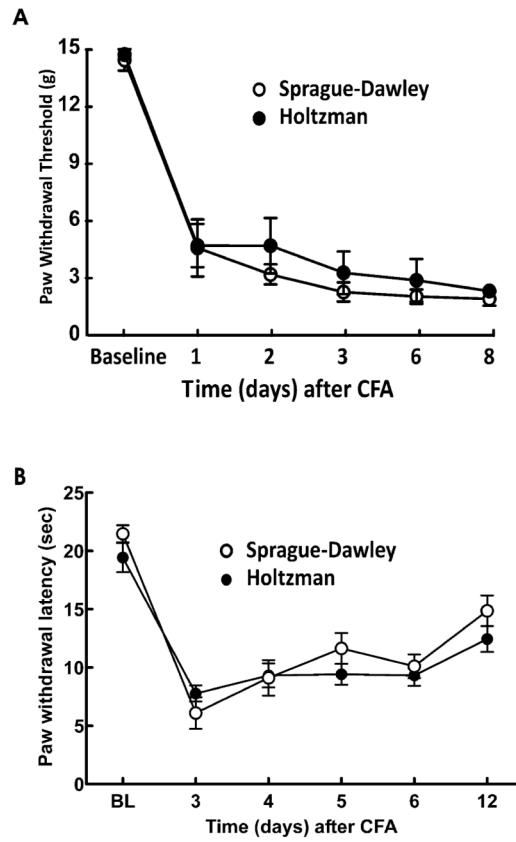 A
Paw Withdrawal Threshold (g)
15
12
9
6
3
0
Sprague-Dawley
Holtzman
Baseline 1 2 3 6 8
Time (days) after CFA
B
Paw withdrawal latency (sec)
25
20
15
10
5
0
Sprague-Dawley
Holtzman
BL 3 4 5 6 12
Time (days) after CFA